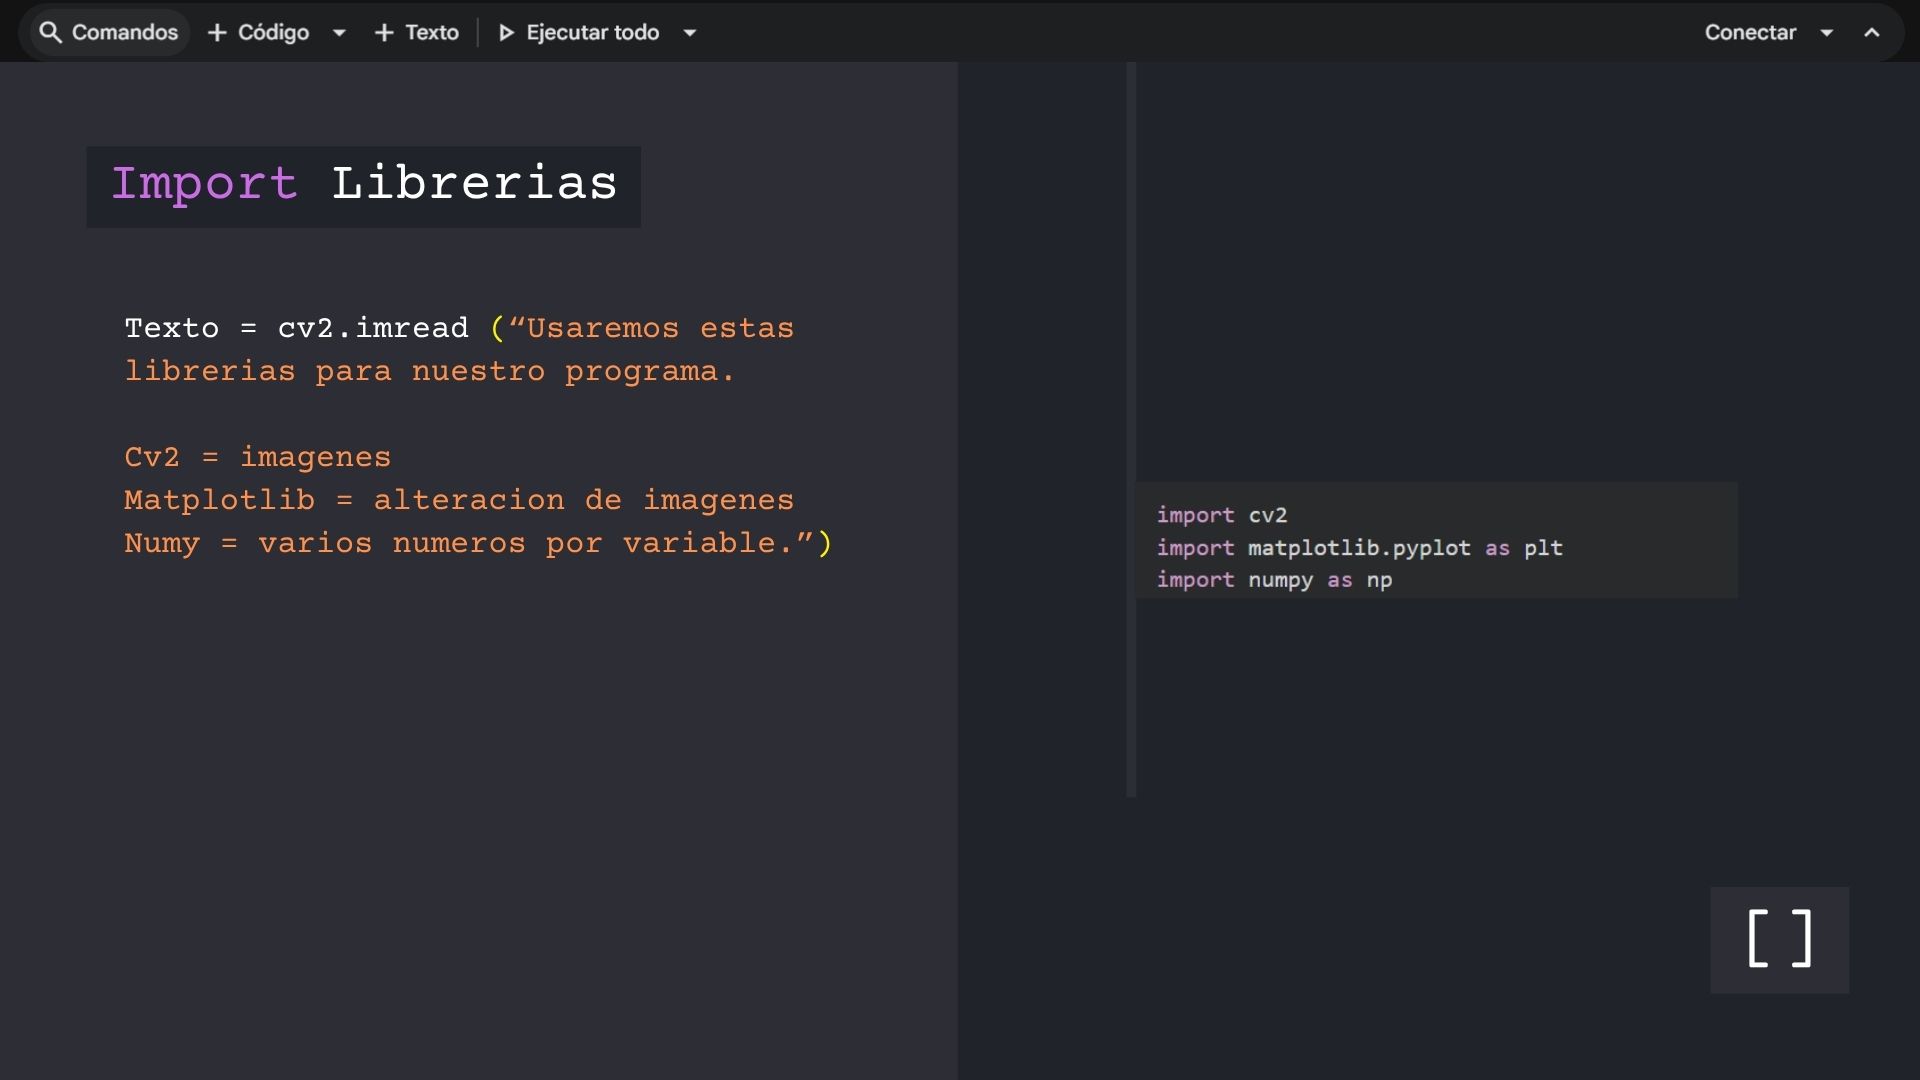 Comandos + Código + Texto Ejecutar todo Conectar
Import Librerias
Texto = cv2.imread (“Usaremos estas
librerias para nuestro programa.
Cv2 = imagenes
Matplotlib = alteracion de imagenes
Numy = varios numeros por variable.”)
import cv2
import matplotlib.pyplot as plt
import numpy as np
[ ]